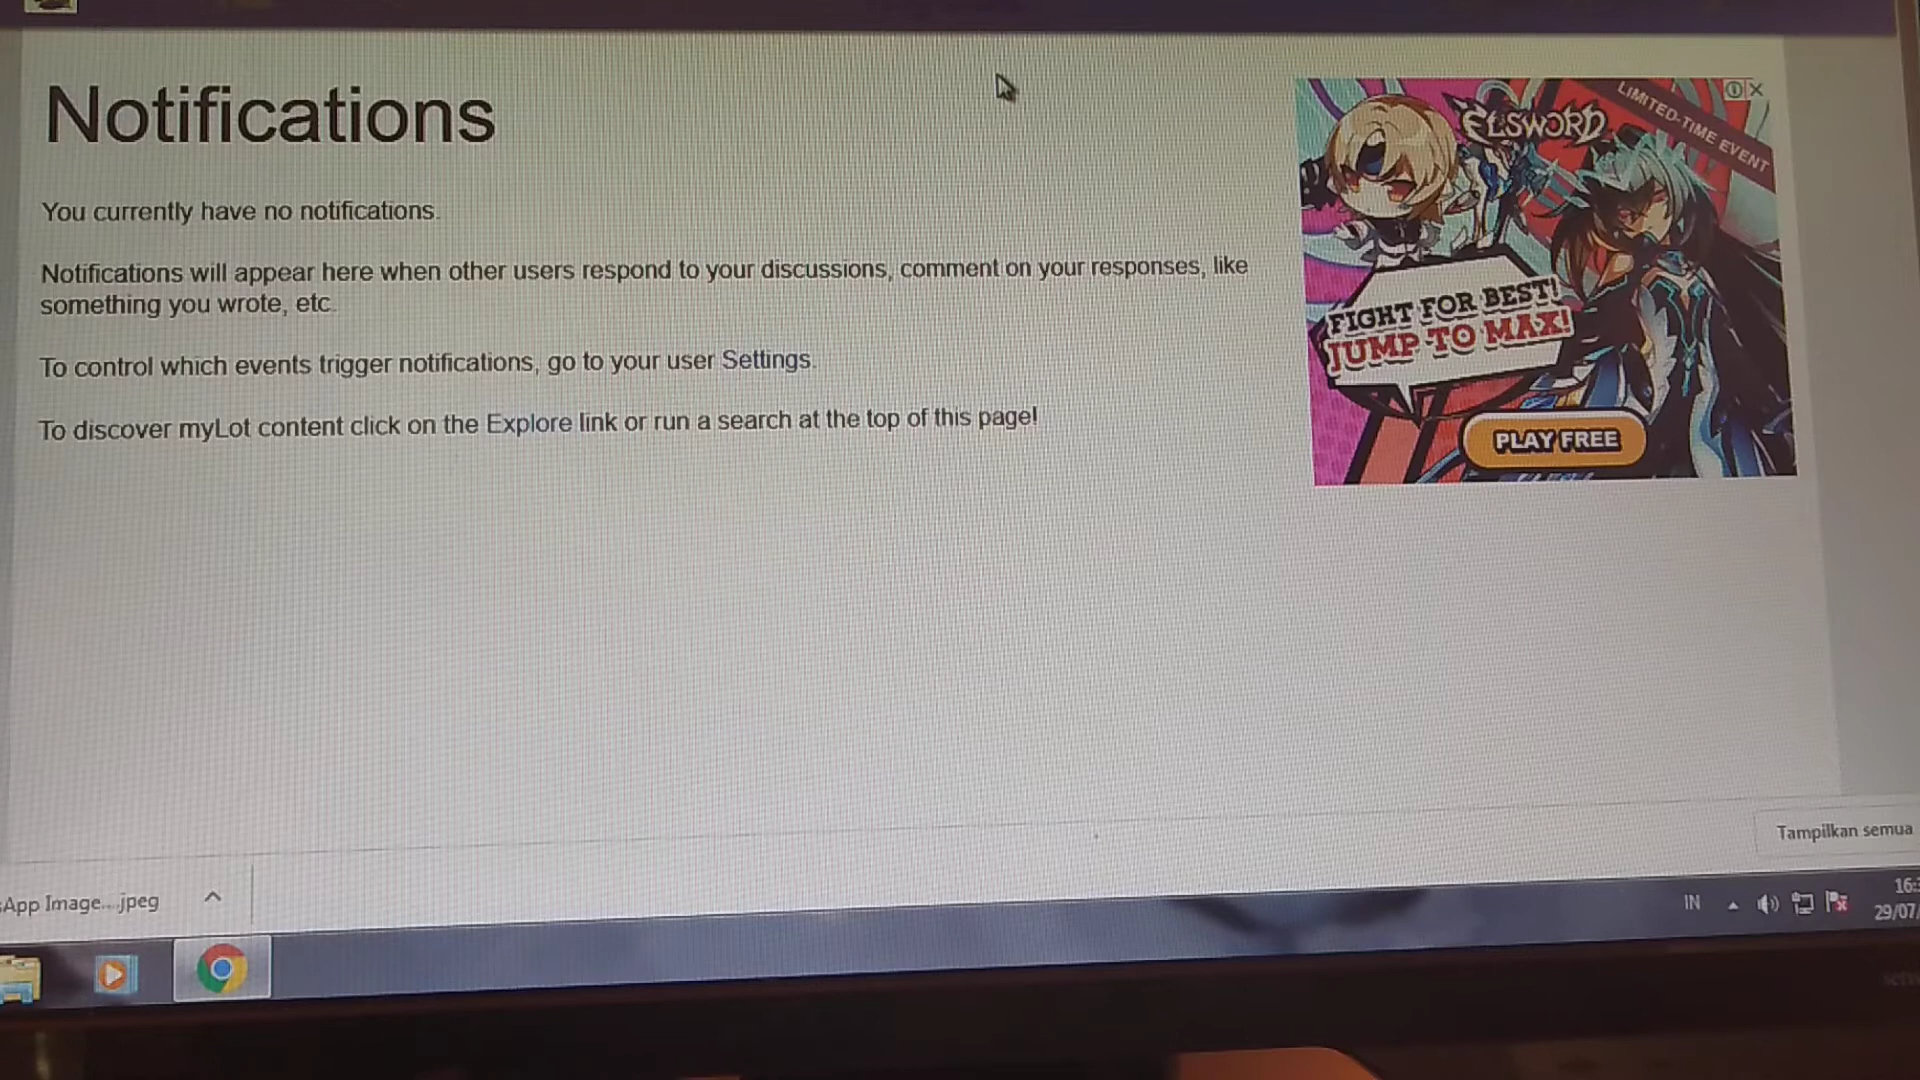 Notifications
You currently have no notifications.
Notifications will appear here when other users respond to your discussions, comment on your responses, like
something you wrote, etc.
To control which events trigger notifications, go to your user Settings.
To discover myLot content click on the Explore link or run a search at the top of this page!
LIMITED-TIME EVENT
ELSWORD
FIGHT FOR BEST!
JUMP TO MAX!
PLAY FREE
Tampilkan semua
App Image....jpeg
IN
16:
29/07/